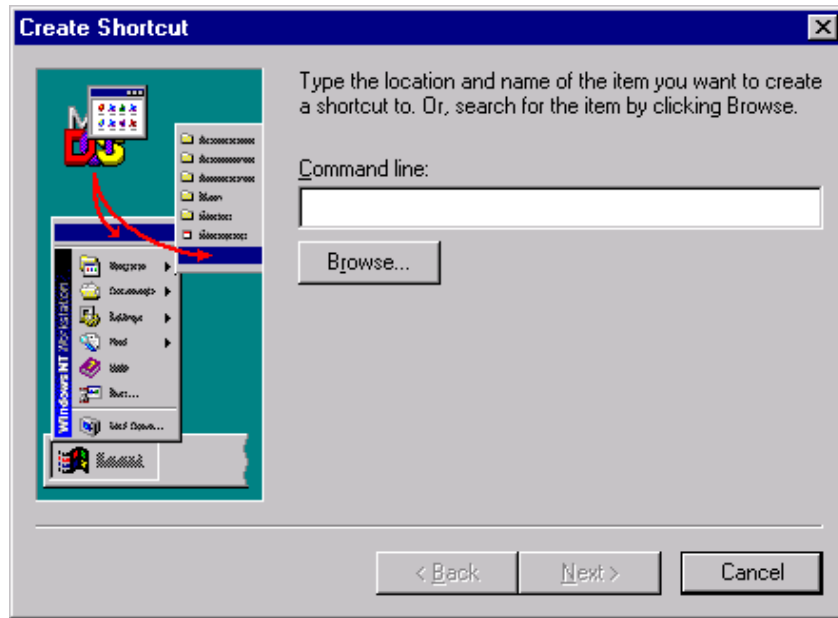 Create Shortcut
Type the location and name of the item you want to create
a shortcut to. Or, search for the item by clicking Browse.
Command line:
Browse...
Windows NT Workstation
< Back
Next >
Cancel